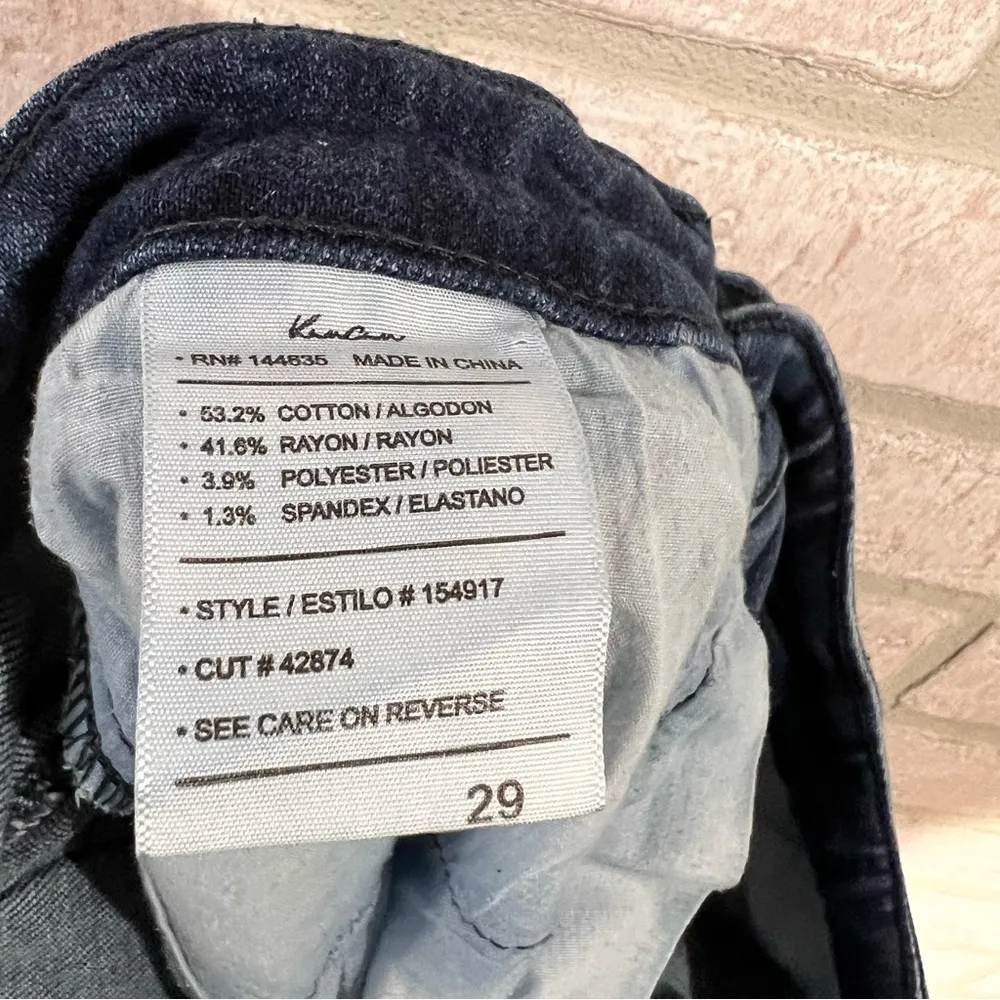 KanCan
• RN# 144635 MADE IN CHINA
• 53.2% COTTON / ALGODON
• 41.6% RAYON / RAYON
• 3.9% POLYESTER / POLIESTER
• 1.3% SPANDEX / ELASTANO
• STYLE / ESTILO # 154917
• CUT # 42874
• SEE CARE ON REVERSE
29